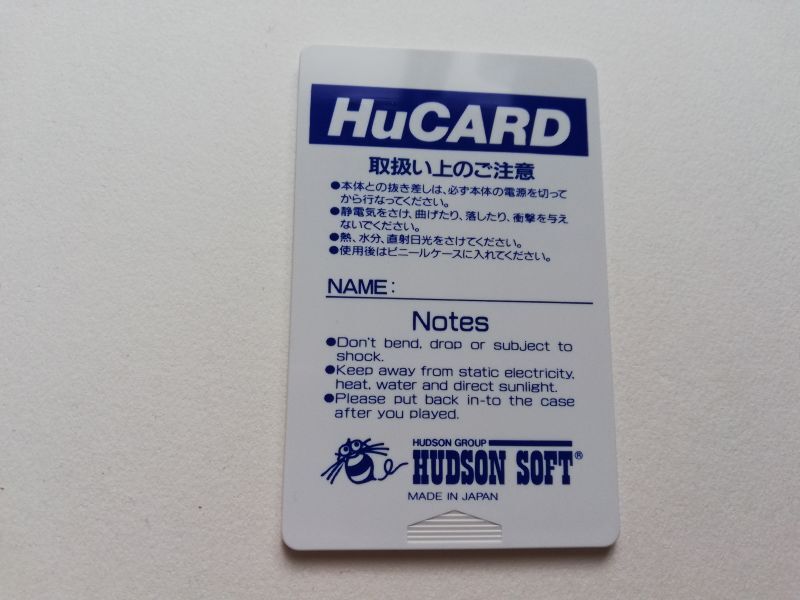 HuCARD
取扱い上のご注意
●本体との抜き差しは、必ず本体の電源を切って
から行なってください。
●静電気をさけ、曲げたり、落したり、衝撃を与え
ないでください。
●熱、水分、直射日光をさけてください。
●使用後はビニールケースに入れてください。
NAME:
Notes
●Don't bend, drop or subject to
shock.
●Keep away from static electricity,
heat, water and direct sunlight.
●Please put back in-to the case
after you played.
HUDSON GROUP
HUDSON SOFT®
MADE IN JAPAN